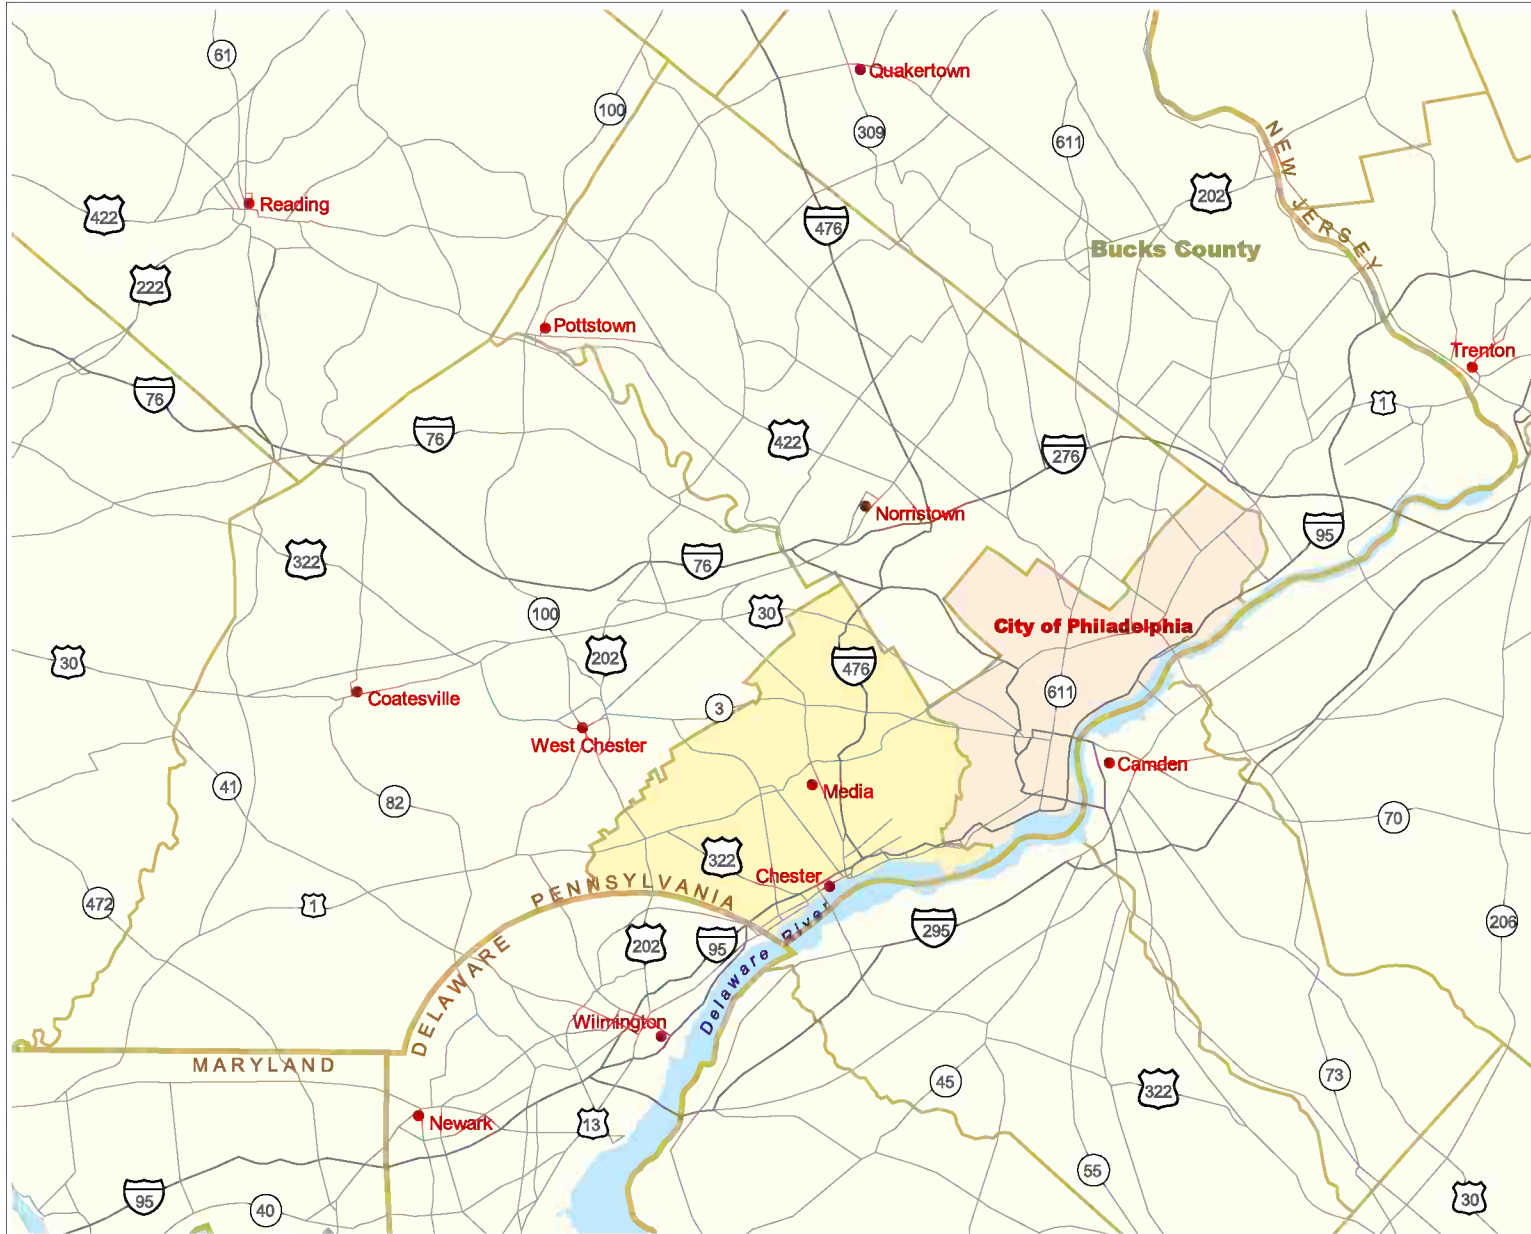 61
Quakertown
100
309
611
NEW JERSEY
202
Reading
422
476
Bucks County
222
Pottstown
Trenton
76
76
422
1
276
Norristown
95
322
76
100
30
City of Philadelphia
30
202
476
Coatesville
611
3
West Chester
Camden
41
Media
82
70
322
Chester
PENNSYLVANIA
472
1
206
DELAWARE
202
95
295
Delaware River
Wilmington
MARYLAND
45
73
322
Newark
13
55
95
40
30